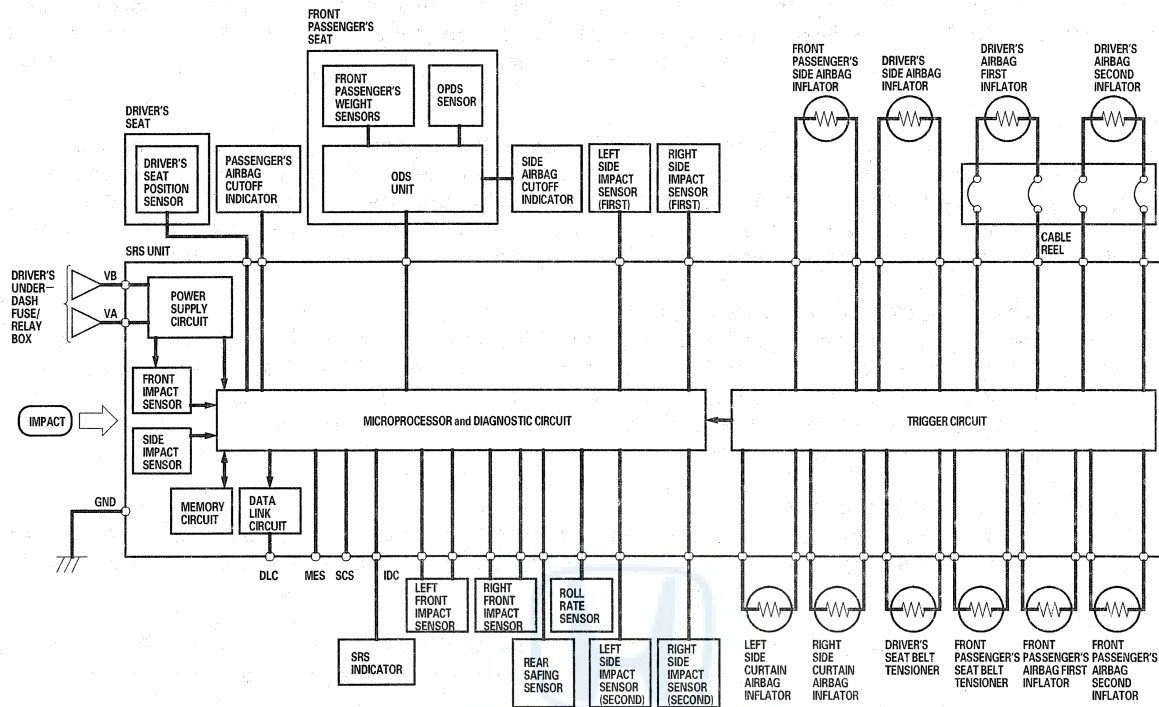 FRONT
PASSENGER'S
SEAT
FRONT
PASSENGER'S
WEIGHT
SENSORS
OPDS
SENSOR
ODS
UNIT
DRIVER'S
SEAT
DRIVER'S
SEAT
POSITION
SENSOR
PASSENGER'S
AIRBAG
CUTOFF
INDICATOR
SIDE
AIRBAG
CUTOFF
INDICATOR
LEFT
SIDE
IMPACT
SENSOR
(FIRST)
RIGHT
SIDE
IMPACT
SENSOR
(FIRST)
FRONT
PASSENGER'S
SIDE AIRBAG
INFLATOR
DRIVER'S
SIDE AIRBAG
INFLATOR
DRIVER'S
AIRBAG
FIRST
INFLATOR
DRIVER'S
AIRBAG
SECOND
INFLATOR
CABLE
REEL
SRS UNIT
DRIVER'S
UNDER–
DASH
FUSE/
RELAY
BOX
VB
VA
POWER
SUPPLY
CIRCUIT
FRONT
IMPACT
SENSOR
IMPACT
SIDE
IMPACT
SENSOR
MICROPROCESSOR and DIAGNOSTIC CIRCUIT
TRIGGER CIRCUIT
GND
MEMORY
CIRCUIT
DATA
LINK
CIRCUIT
DLC
MES
SCS
IDC
SRS
INDICATOR
LEFT
FRONT
IMPACT
SENSOR
RIGHT
FRONT
IMPACT
SENSOR
REAR
SAFING
SENSOR
ROLL
RATE
SENSOR
LEFT
SIDE
IMPACT
SENSOR
(SECOND)
RIGHT
SIDE
IMPACT
SENSOR
(SECOND)
LEFT
SIDE
CURTAIN
AIRBAG
INFLATOR
RIGHT
SIDE
CURTAIN
AIRBAG
INFLATOR
DRIVER'S
SEAT BELT
TENSIONER
FRONT
PASSENGER'S
SEAT BELT
TENSIONER
FRONT
PASSENGER'S
AIRBAG FIRST
INFLATOR
FRONT
PASSENGER'S
AIRBAG
SECOND
INFLATOR